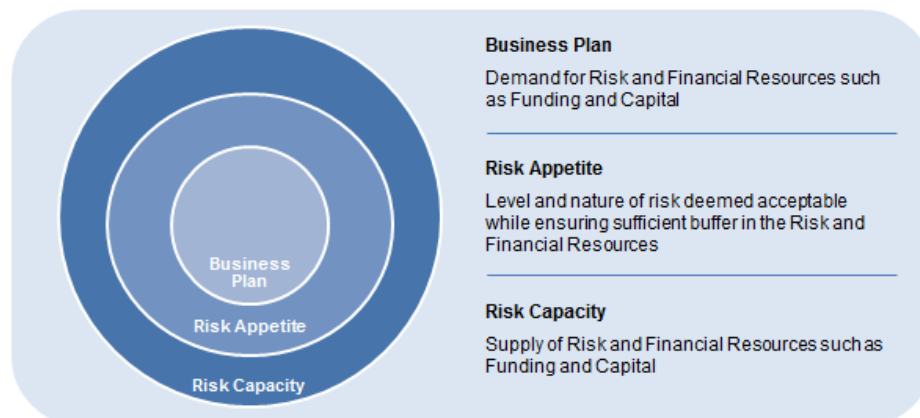 Business
Plan
Risk Appetite
Risk Capacity
Business Plan
Demand for Risk and Financial Resources such
as Funding and Capital
Risk Appetite
Level and nature of risk deemed acceptable
while ensuring sufficient buffer in the Risk and
Financial Resources
Risk Capacity
Supply of Risk and Financial Resources such as
Funding and Capital